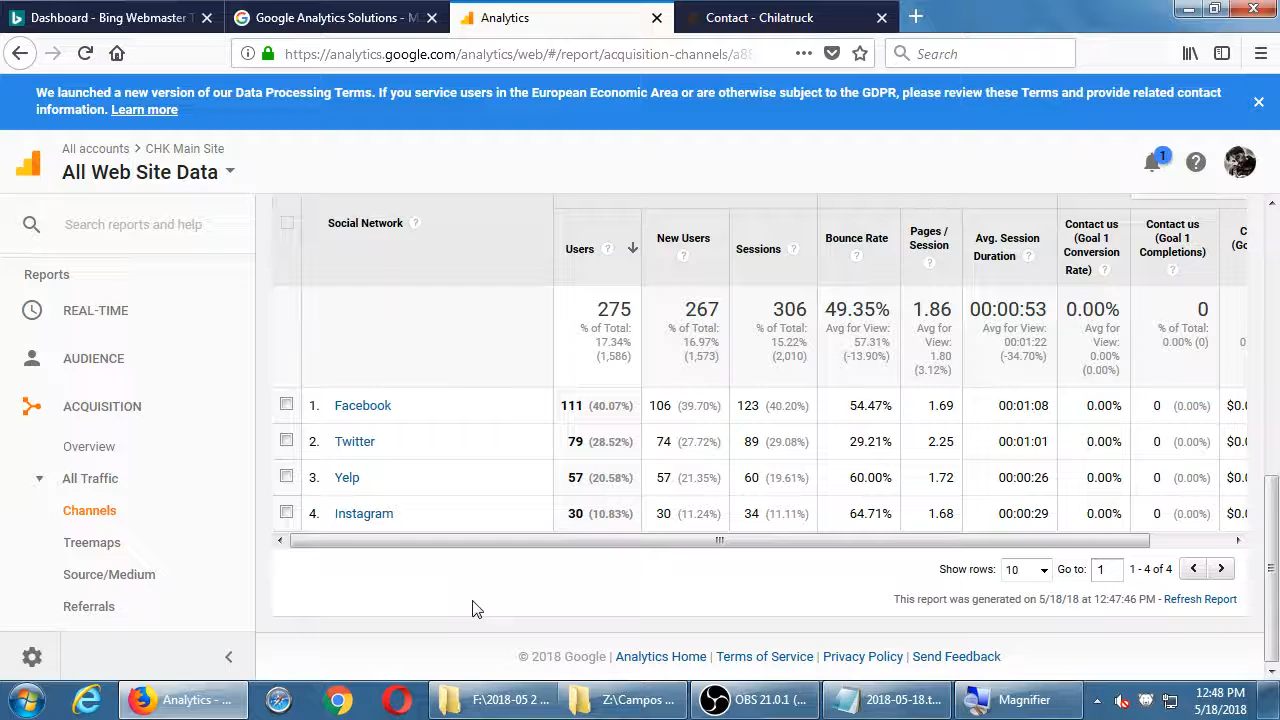 Dashboard - Bing Webmaster T
Google Analytics Solutions - M
Analytics
Contact - Chilatruck
https://analytics.google.com/analytics/web/#/report/acquisition-channels/a8
Search
We launched a new version of our Data Processing Terms. If you service users in the European Economic Area or are otherwise subject to the GDPR, please review these Terms and provide related contact
information. Learn more
All accounts > CHK Main Site
All Web Site Data
1
Search reports and help
Reports
REAL-TIME
AUDIENCE
ACQUISITION
Overview
All Traffic
Channels
Treemaps
Source/Medium
Referrals
Social Network
Users
New Users
Sessions
Bounce Rate
Pages /
Session
Avg. Session
Duration
Contact us
(Goal 1
Conversion
Rate)
Contact us
(Goal 1
Completions)
C
(Go
275
% of Total:
17.34%
(1,586)
267
% of Total:
16.97%
(1,573)
306
% of Total:
15.22%
(2,010)
49.35%
Avg for View:
57.31%
(-13.90%)
1.86
Avg for
View:
1.80
(3.12%)
00:00:53
Avg for View:
00:01:22
(-34.70%)
0.00%
Avg for
View:
0.00%
(0.00%)
0
% of Total:
0.00% (0)
1. Facebook 111 (40.07%) 106 (39.70%) 123 (40.20%) 54.47% 1.69 00:01:08 0.00% 0 (0.00%) $0.
2. Twitter 79 (28.52%) 74 (27.72%) 89 (29.08%) 29.21% 2.25 00:01:01 0.00% 0 (0.00%) $0.
3. Yelp 57 (20.58%) 57 (21.35%) 60 (19.61%) 60.00% 1.72 00:00:26 0.00% 0 (0.00%) $0.
4. Instagram 30 (10.83%) 30 (11.24%) 34 (11.11%) 64.71% 1.68 00:00:29 0.00% 0 (0.00%) $0.
Show rows: 10 Go to: 1 1 - 4 of 4
This report was generated on 5/18/18 at 12:47:46 PM - Refresh Report
© 2018 Google | Analytics Home | Terms of Service | Privacy Policy | Send Feedback
Analytics - ...
F:\2018-05 2 ...
Z:\Campos ...
OBS 21.0.1 (...
2018-05-18.t...
Magnifier
12:48 PM
5/18/2018